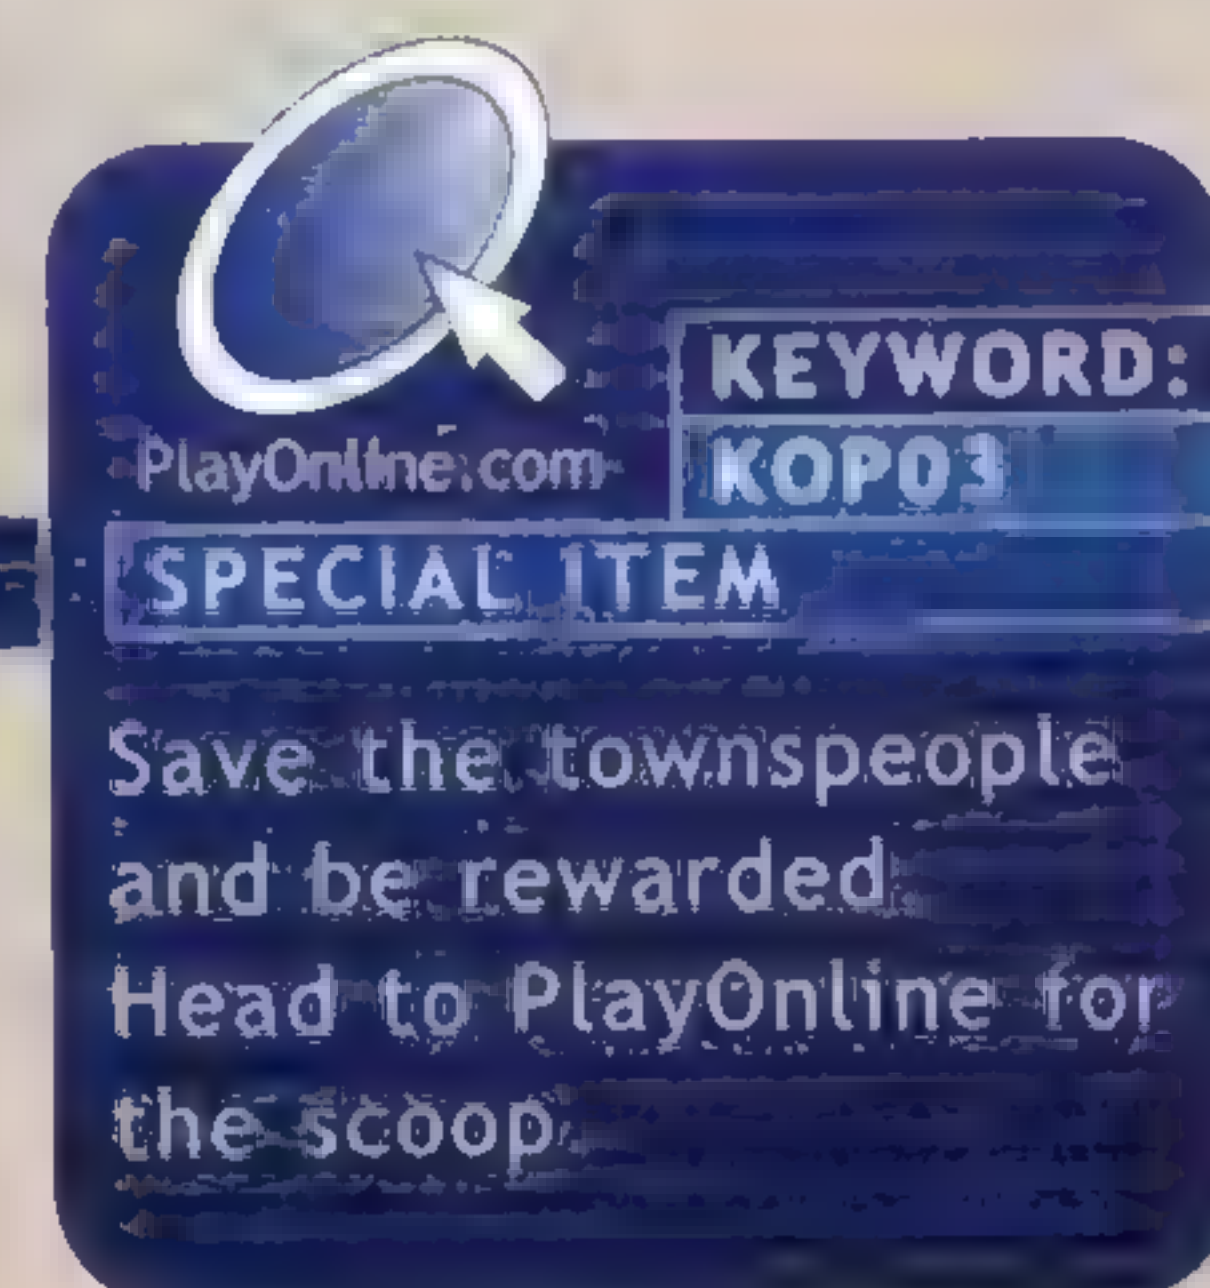 KEYWORD:
KOP03
PlayOnline.com
SPECIAL ITEM
Save the townspeople
and be rewarded.
Head to PlayOnline for
the scoop.